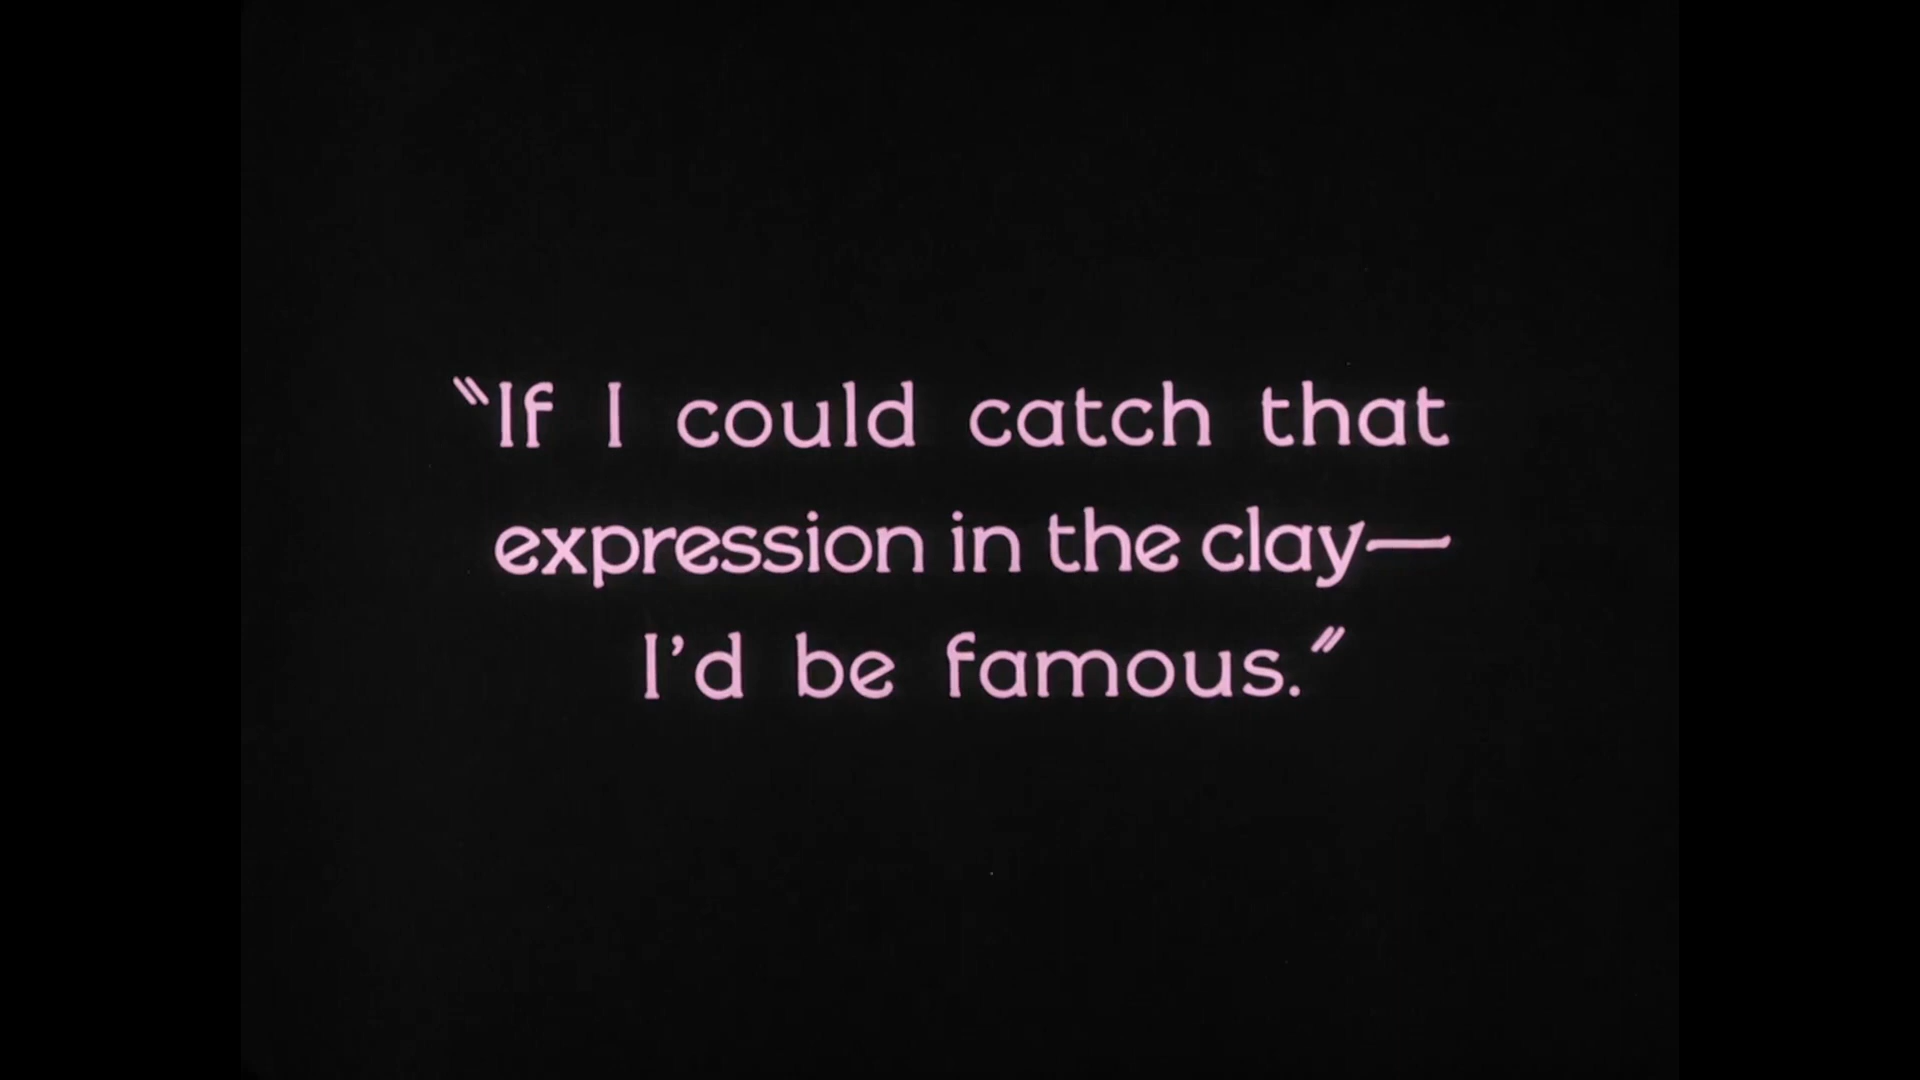 "If I could catch that
expression in the clay—
I'd be famous."